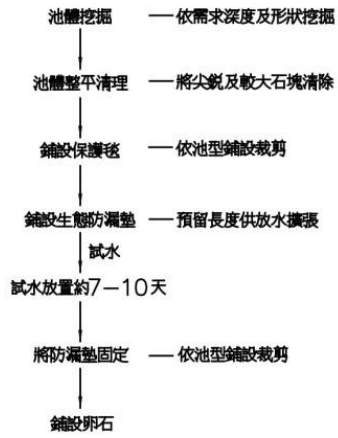 池體挖掘 — 依需求深度及形狀挖掘
池體整平清理 — 將尖銳及較大石塊清除
鋪設保護毯 — 依池型鋪設裁剪
鋪設生態防漏墊 — 預留長度供放水擴張
試水
試水放置約7-10天
將防漏墊固定 — 依池型鋪設裁剪
鋪設卵石